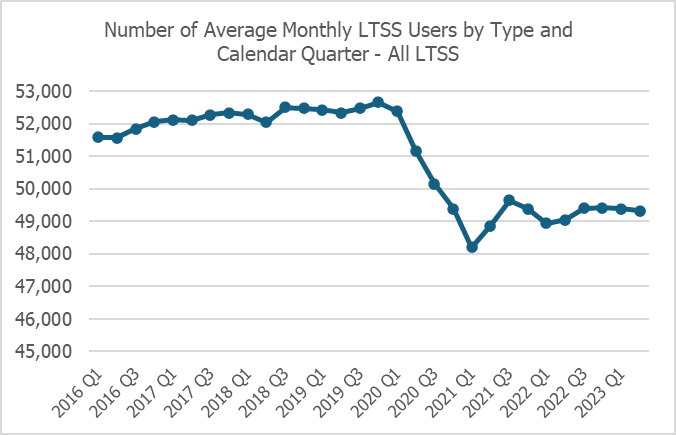 Number of Average Monthly LTSS Users by Type and
Calendar Quarter - All LTSS
53,000
52,000
51,000
50,000
49,000
48,000
47,000
46,000
45,000
2016 Q1
2016 Q3
2017 Q1
2017 Q3
2018 Q1
2018 Q3
2019 Q1
2019 Q3
2020 Q1
2020 Q3
2021 Q1
2021 Q3
2022 Q1
2022 Q3
2023 Q1